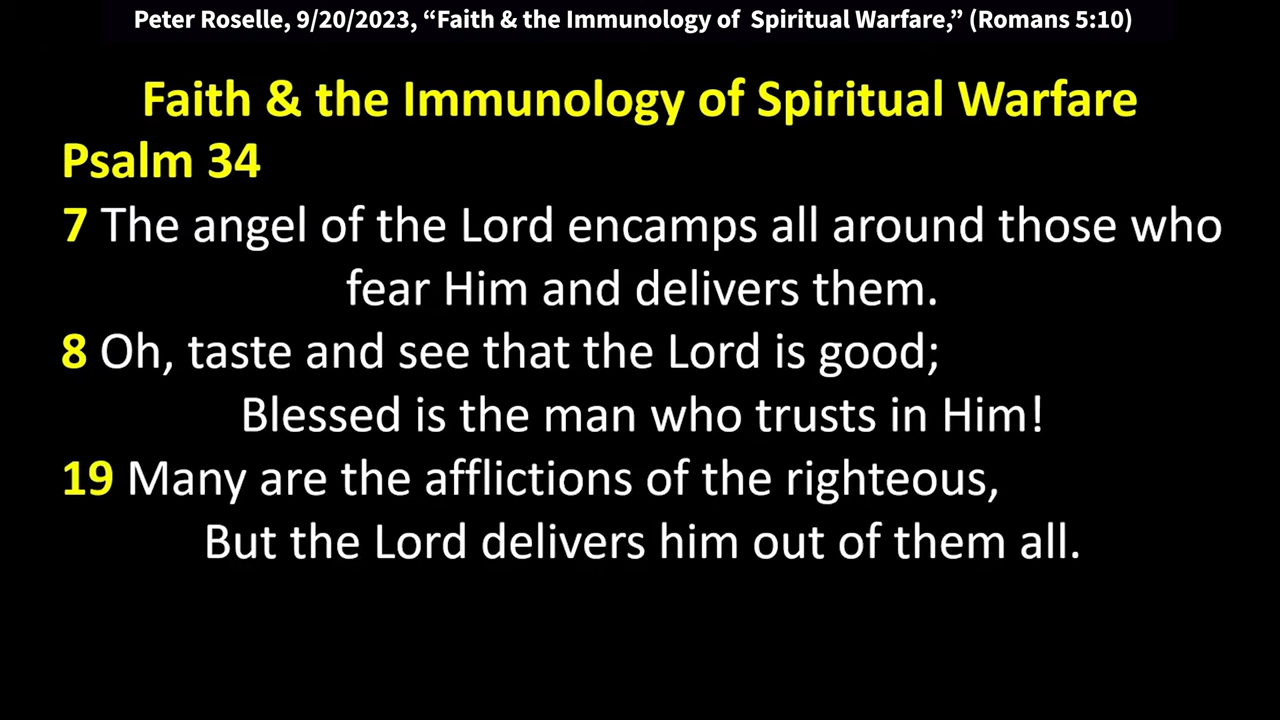 Peter Roselle, 9/20/2023, “Faith & the Immunology of Spiritual Warfare,” (Romans 5:10)
Faith & the Immunology of Spiritual Warfare
Psalm 34
7 The angel of the Lord encamps all around those who
fear Him and delivers them.
8 Oh, taste and see that the Lord is good;
Blessed is the man who trusts in Him!
19 Many are the afflictions of the righteous,
But the Lord delivers him out of them all.